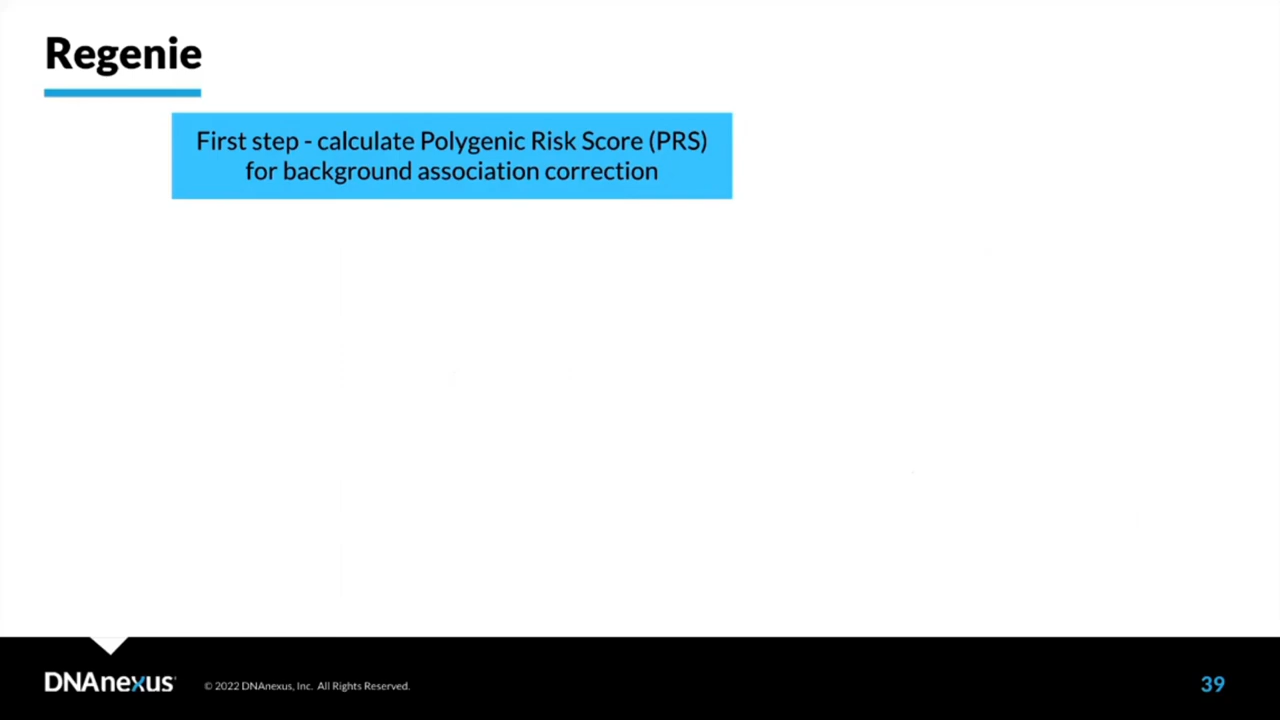 Regenie
First step - calculate Polygenic Risk Score (PRS)
for background association correction
DNAnexus
© 2022 DNAnexus, Inc. All Rights Reserved.
39